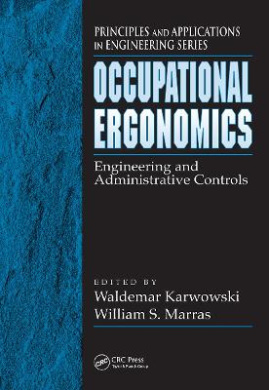 PRINCIPLES AND APPLICATIONS
IN ENGINEERING SERIES
OCCUPATIONAL
ERGONOMICS
Engineering and
Administrative Controls
EDITED BY
Waldemar Karwowski
William S. Marras
CRC Press
Taylor & Francis Group